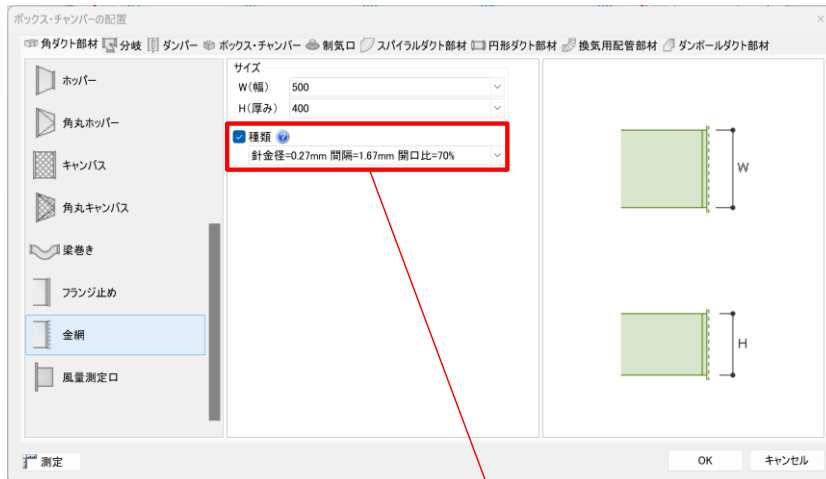 ボックス・チャンバーの配置
角ダクト部材 分岐 ダンパー ボックス・チャンバー 制気口 スパイラルダクト部材 円形ダクト部材 換気用配管部材 ダンボールダクト部材
ホッパー
角丸ホッパー
キャンバス
角丸キャンバス
梁巻き
フランジ止め
金網
風量測定口
サイズ
W(幅) 500
H(厚み) 400
種類
針金径=0.27mm 間隔=1.67mm 開口比=70%
W
H
測定
OK キャンセル